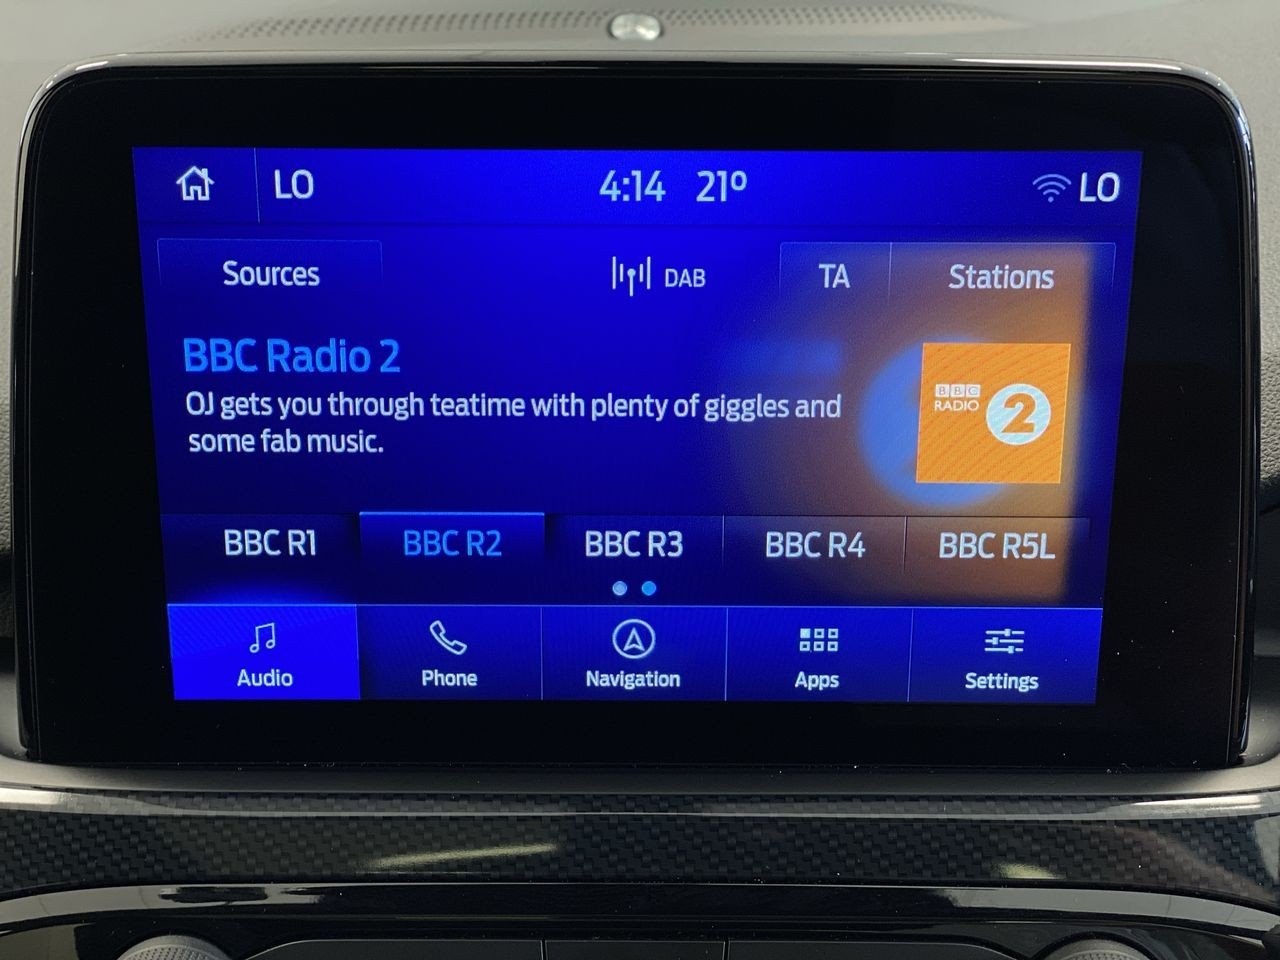 LO
4:14 21°
LO
Sources
DAB
TA
Stations
BBC Radio 2
OJ gets you through teatime with plenty of giggles and
some fab music.
BBC
RADIO
2
BBC R1
BBC R2
BBC R3
BBC R4
BBC R5L
Audio
Phone
Navigation
Apps
Settings